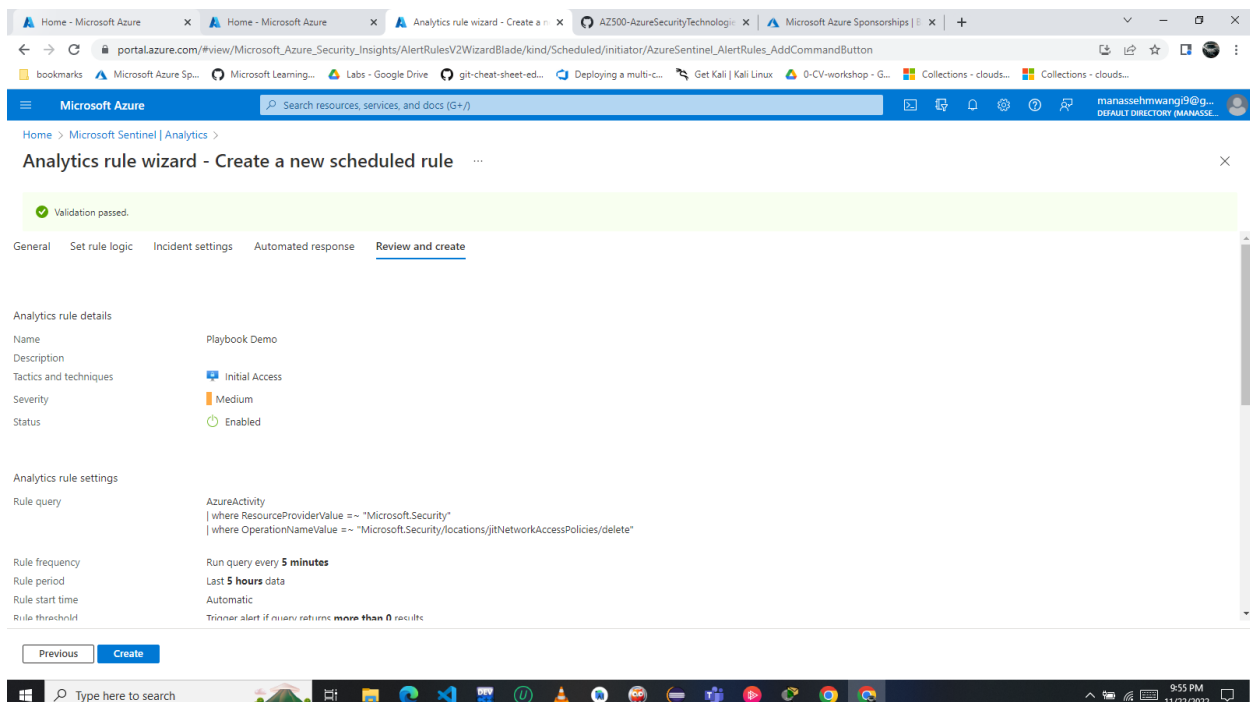 Home - Microsoft Azure
Home - Microsoft Azure
Analytics rule wizard - Create a n
AZ500-AzureSecurityTechnologie
Microsoft Azure Sponsorships | B
portal.azure.com/#view/Microsoft_Azure_Security_Insights/AlertRulesV2WizardBlade/kind/Scheduled/initiator/AzureSentinel_AlertRules_AddCommandButton
bookmarks
Microsoft Azure Sp...
Microsoft Learning...
Labs - Google Drive
git-cheat-sheet-ed...
Deploying a multi-c...
Get Kali | Kali Linux
0-CV-workshop - G...
Collections - clouds...
Collections - clouds...
Microsoft Azure
Search resources, services, and docs (G+/)
manassehmwangi9@g...
DEFAULT DIRECTORY (MANASSE...
Home > Microsoft Sentinel | Analytics >
Analytics rule wizard - Create a new scheduled rule ...
Validation passed.
General Set rule logic Incident settings Automated response Review and create
Analytics rule details
Name Playbook Demo
Description
Tactics and techniques Initial Access
Severity Medium
Status Enabled
Analytics rule settings
Rule query AzureActivity
| where ResourceProviderValue =~ "Microsoft.Security"
| where OperationNameValue =~ "Microsoft.Security/locations/jitNetworkAccessPolicies/delete"
Rule frequency Run query every 5 minutes
Rule period Last 5 hours data
Rule start time Automatic
Rule threshold Trigger alert if query returns more than 0 results
Previous Create
Type here to search
DEV
9:55 PM
11/22/2022